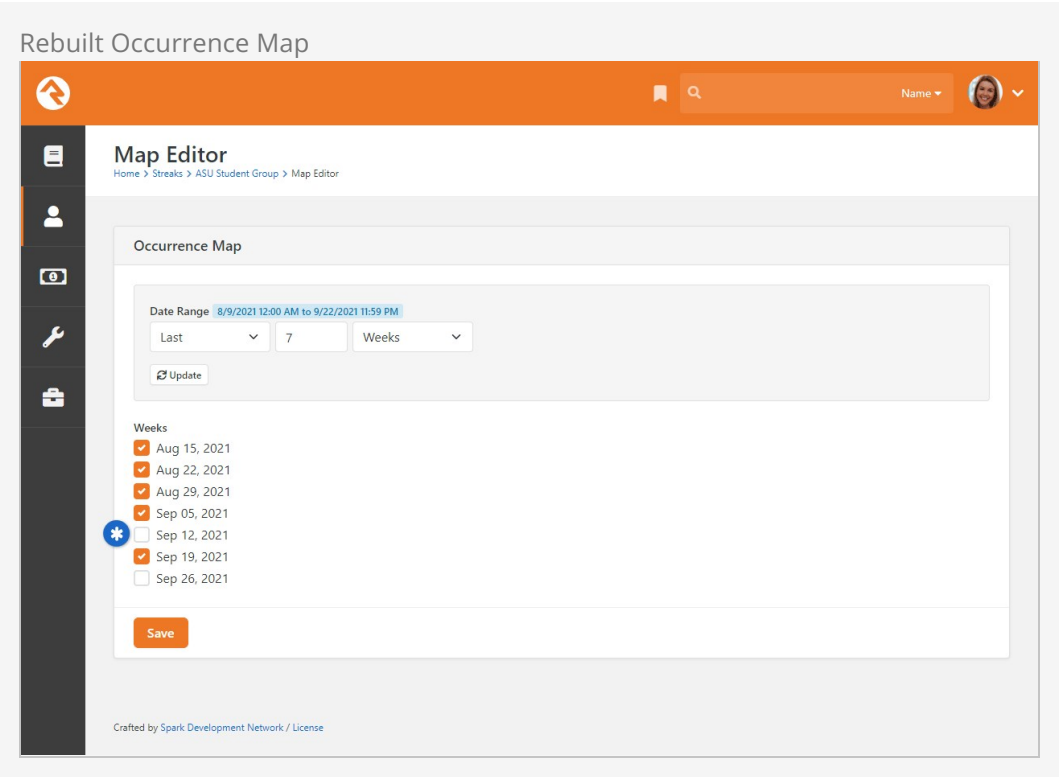 Rebuilt Occurrence Map
Name
Map Editor
Home > Streaks > ASU Student Group > Map Editor
Occurrence Map
Date Range 8/9/2021 12:00 AM to 9/22/2021 11:59 PM
Last 7 Weeks
Update
Weeks
Aug 15, 2021
Aug 22, 2021
Aug 29, 2021
Sep 05, 2021
Sep 12, 2021
Sep 19, 2021
Sep 26, 2021
Save
Crafted by Spark Development Network / License